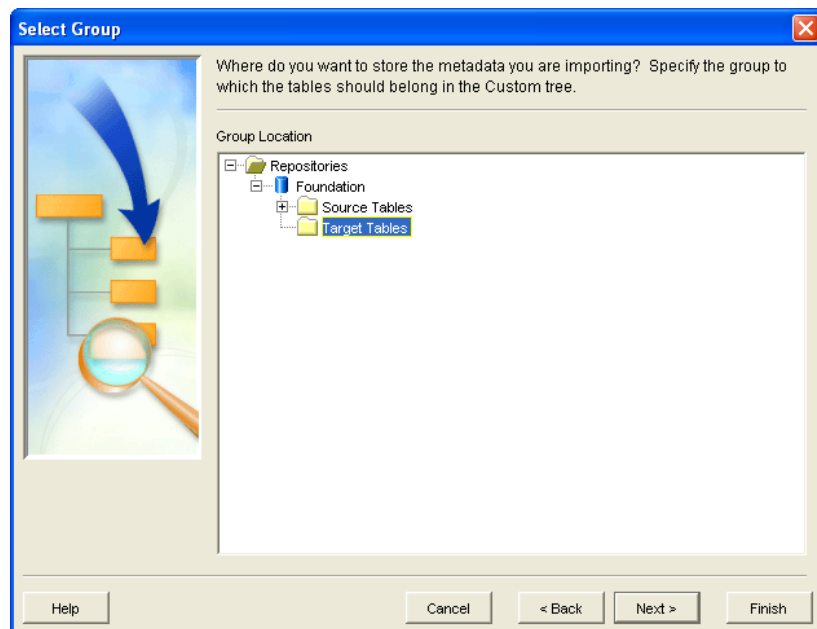 Select Group
Where do you want to store the metadata you are importing? Specify the group to
which the tables should belong in the Custom tree.
Group Location
Repositories
Foundation
Source Tables
Target Tables
Help
Cancel
< Back
Next >
Finish